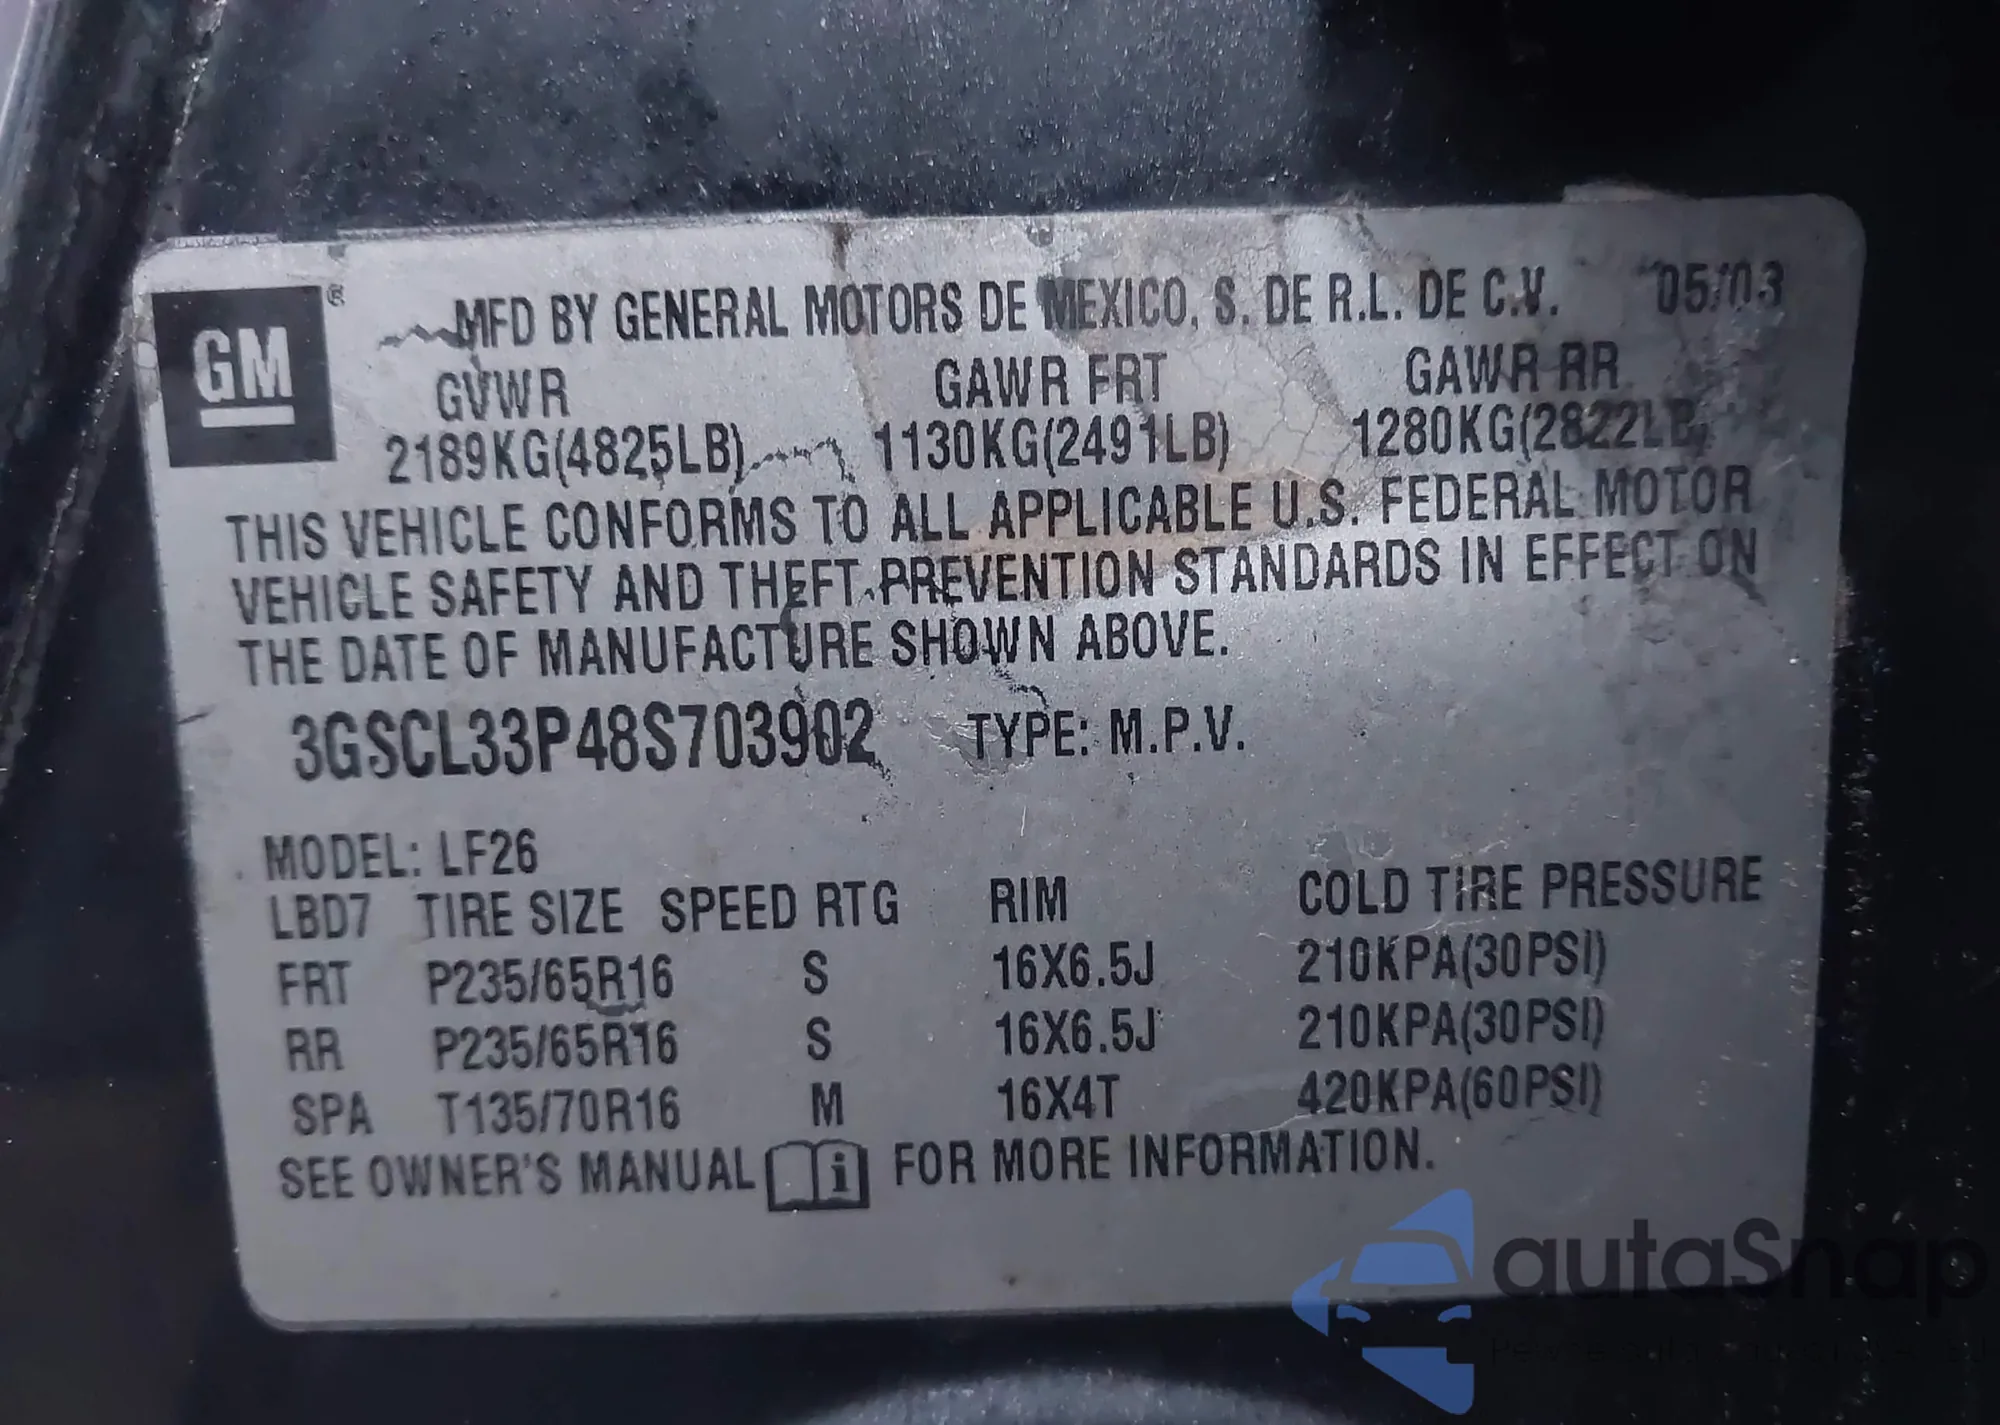 GM ®
MFD BY GENERAL MOTORS DE MEXICO, S. DE R.L. DE C.V. 05/03
GVWR GAWR FRT GAWR RR
2189KG(4825LB) 1130KG(2491LB) 1280KG(2822LB)
THIS VEHICLE CONFORMS TO ALL APPLICABLE U.S. FEDERAL MOTOR
VEHICLE SAFETY AND THEFT PREVENTION STANDARDS IN EFFECT ON
THE DATE OF MANUFACTURE SHOWN ABOVE.
3GSCL33P48S703902 TYPE: M.P.V.
MODEL: LF26
LBD7 TIRE SIZE SPEED RTG RIM COLD TIRE PRESSURE
FRT P235/65R16 S 16X6.5J 210KPA(30PSI)
RR P235/65R16 S 16X6.5J 210KPA(30PSI)
SPA T135/70R16 M 16X4T 420KPA(60PSI)
SEE OWNER'S MANUAL i FOR MORE INFORMATION.
autaSnap